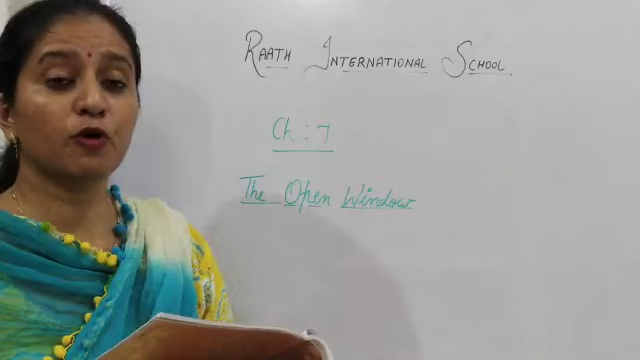 RAATH INTERNATIONAL SCHOOL.
Ch : 7
The Open Window